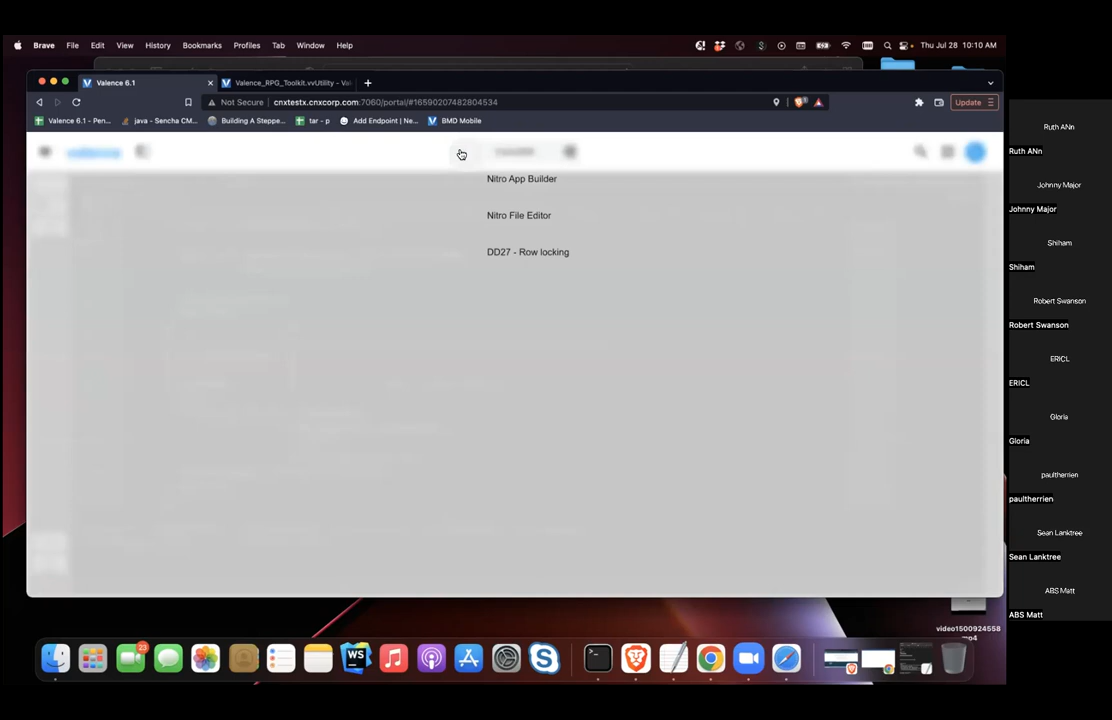 Brave File Edit View History Bookmarks Profiles Tab Window Help
Thu Jul 28 10:10 AM
Valence 6.1
Valence_RPG_Toolkit.vvUtility - Val
Not Secure cnxtestx.cnxcorp.com:7060/portal/#16590207482804534
Update
Valence 6.1 - Pen...
java - Sencha CM...
Building A Steppe...
tar - p
Add Endpoint | Ne...
BMD Mobile
Nitro App Builder
Nitro File Editor
DD27 - Row locking
Ruth ANn
Ruth ANn
Johnny Major
Johnny Major
Shiham
Shiham
Robert Swanson
Robert Swanson
ERICL
ERICL
Gloria
Gloria
paultherrien
paultherrien
Sean Lanktree
Sean Lanktree
ABS Matt
ABS Matt
video1500924558
mp4
23
WS